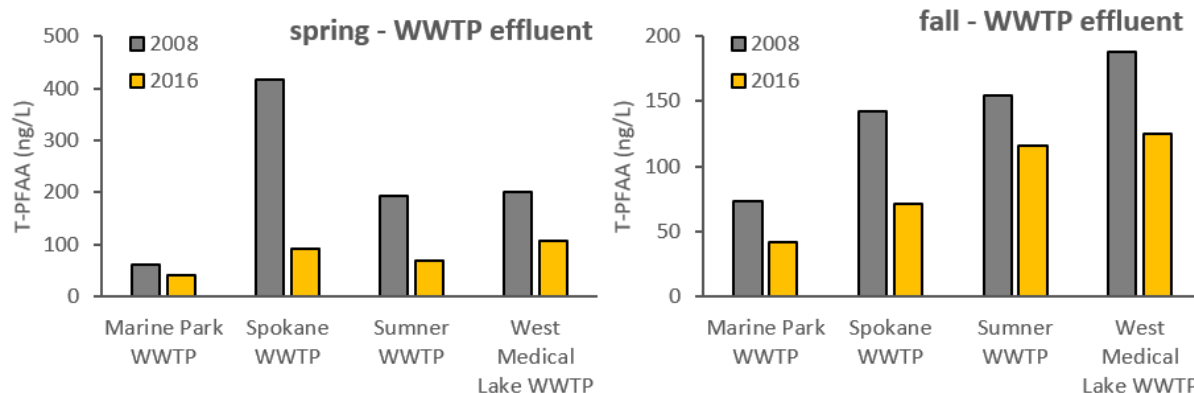 spring - WWTP effluent
2008
2016
T-PFAA (ng/L)
500
400
300
200
100
0
Marine Park
WWTP
Spokane
WWTP
Sumner
WWTP
West
Medical
Lake WWTP
fall - WWTP effluent
2008
2016
T-PFAA (ng/L)
200
150
100
50
0
Marine Park
WWTP
Spokane
WWTP
Sumner
WWTP
West
Medical
Lake WWTP